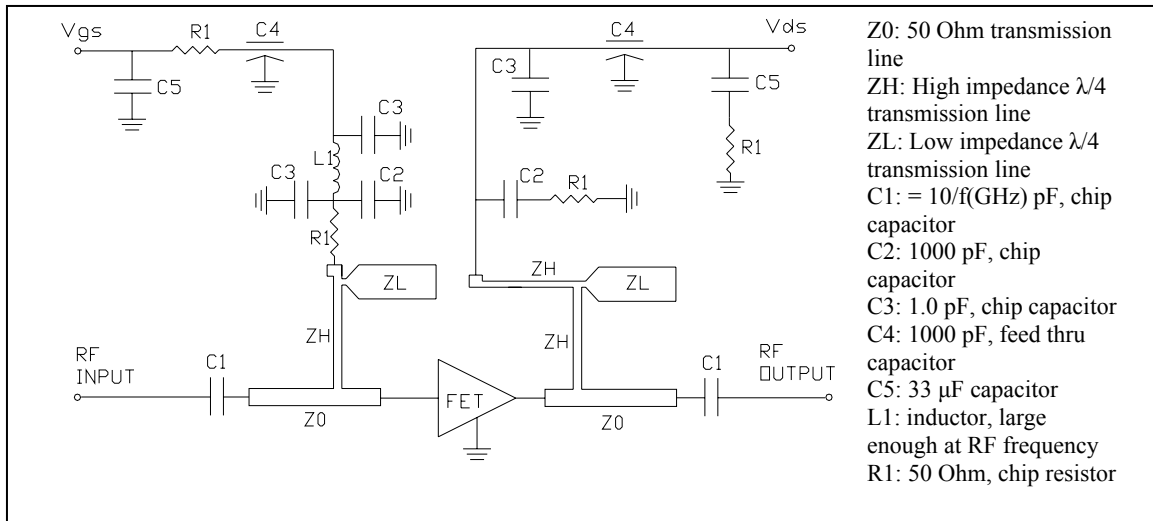 Vgs
R1
C4
C5
C3
L1
C3
C2
R1
ZL
ZH
RF
INPUT
C1
Z0
FET
C4
Vds
C3
C5
R1
C2
R1
ZH
ZL
ZH
Z0
C1
RF
OUTPUT
Z0: 50 Ohm transmission
line
ZH: High impedance λ/4
transmission line
ZL: Low impedance λ/4
transmission line
C1: = 10/f(GHz) pF, chip
capacitor
C2: 1000 pF, chip
capacitor
C3: 1.0 pF, chip capacitor
C4: 1000 pF, feed thru
capacitor
C5: 33 µF capacitor
L1: inductor, large
enough at RF frequency
R1: 50 Ohm, chip resistor